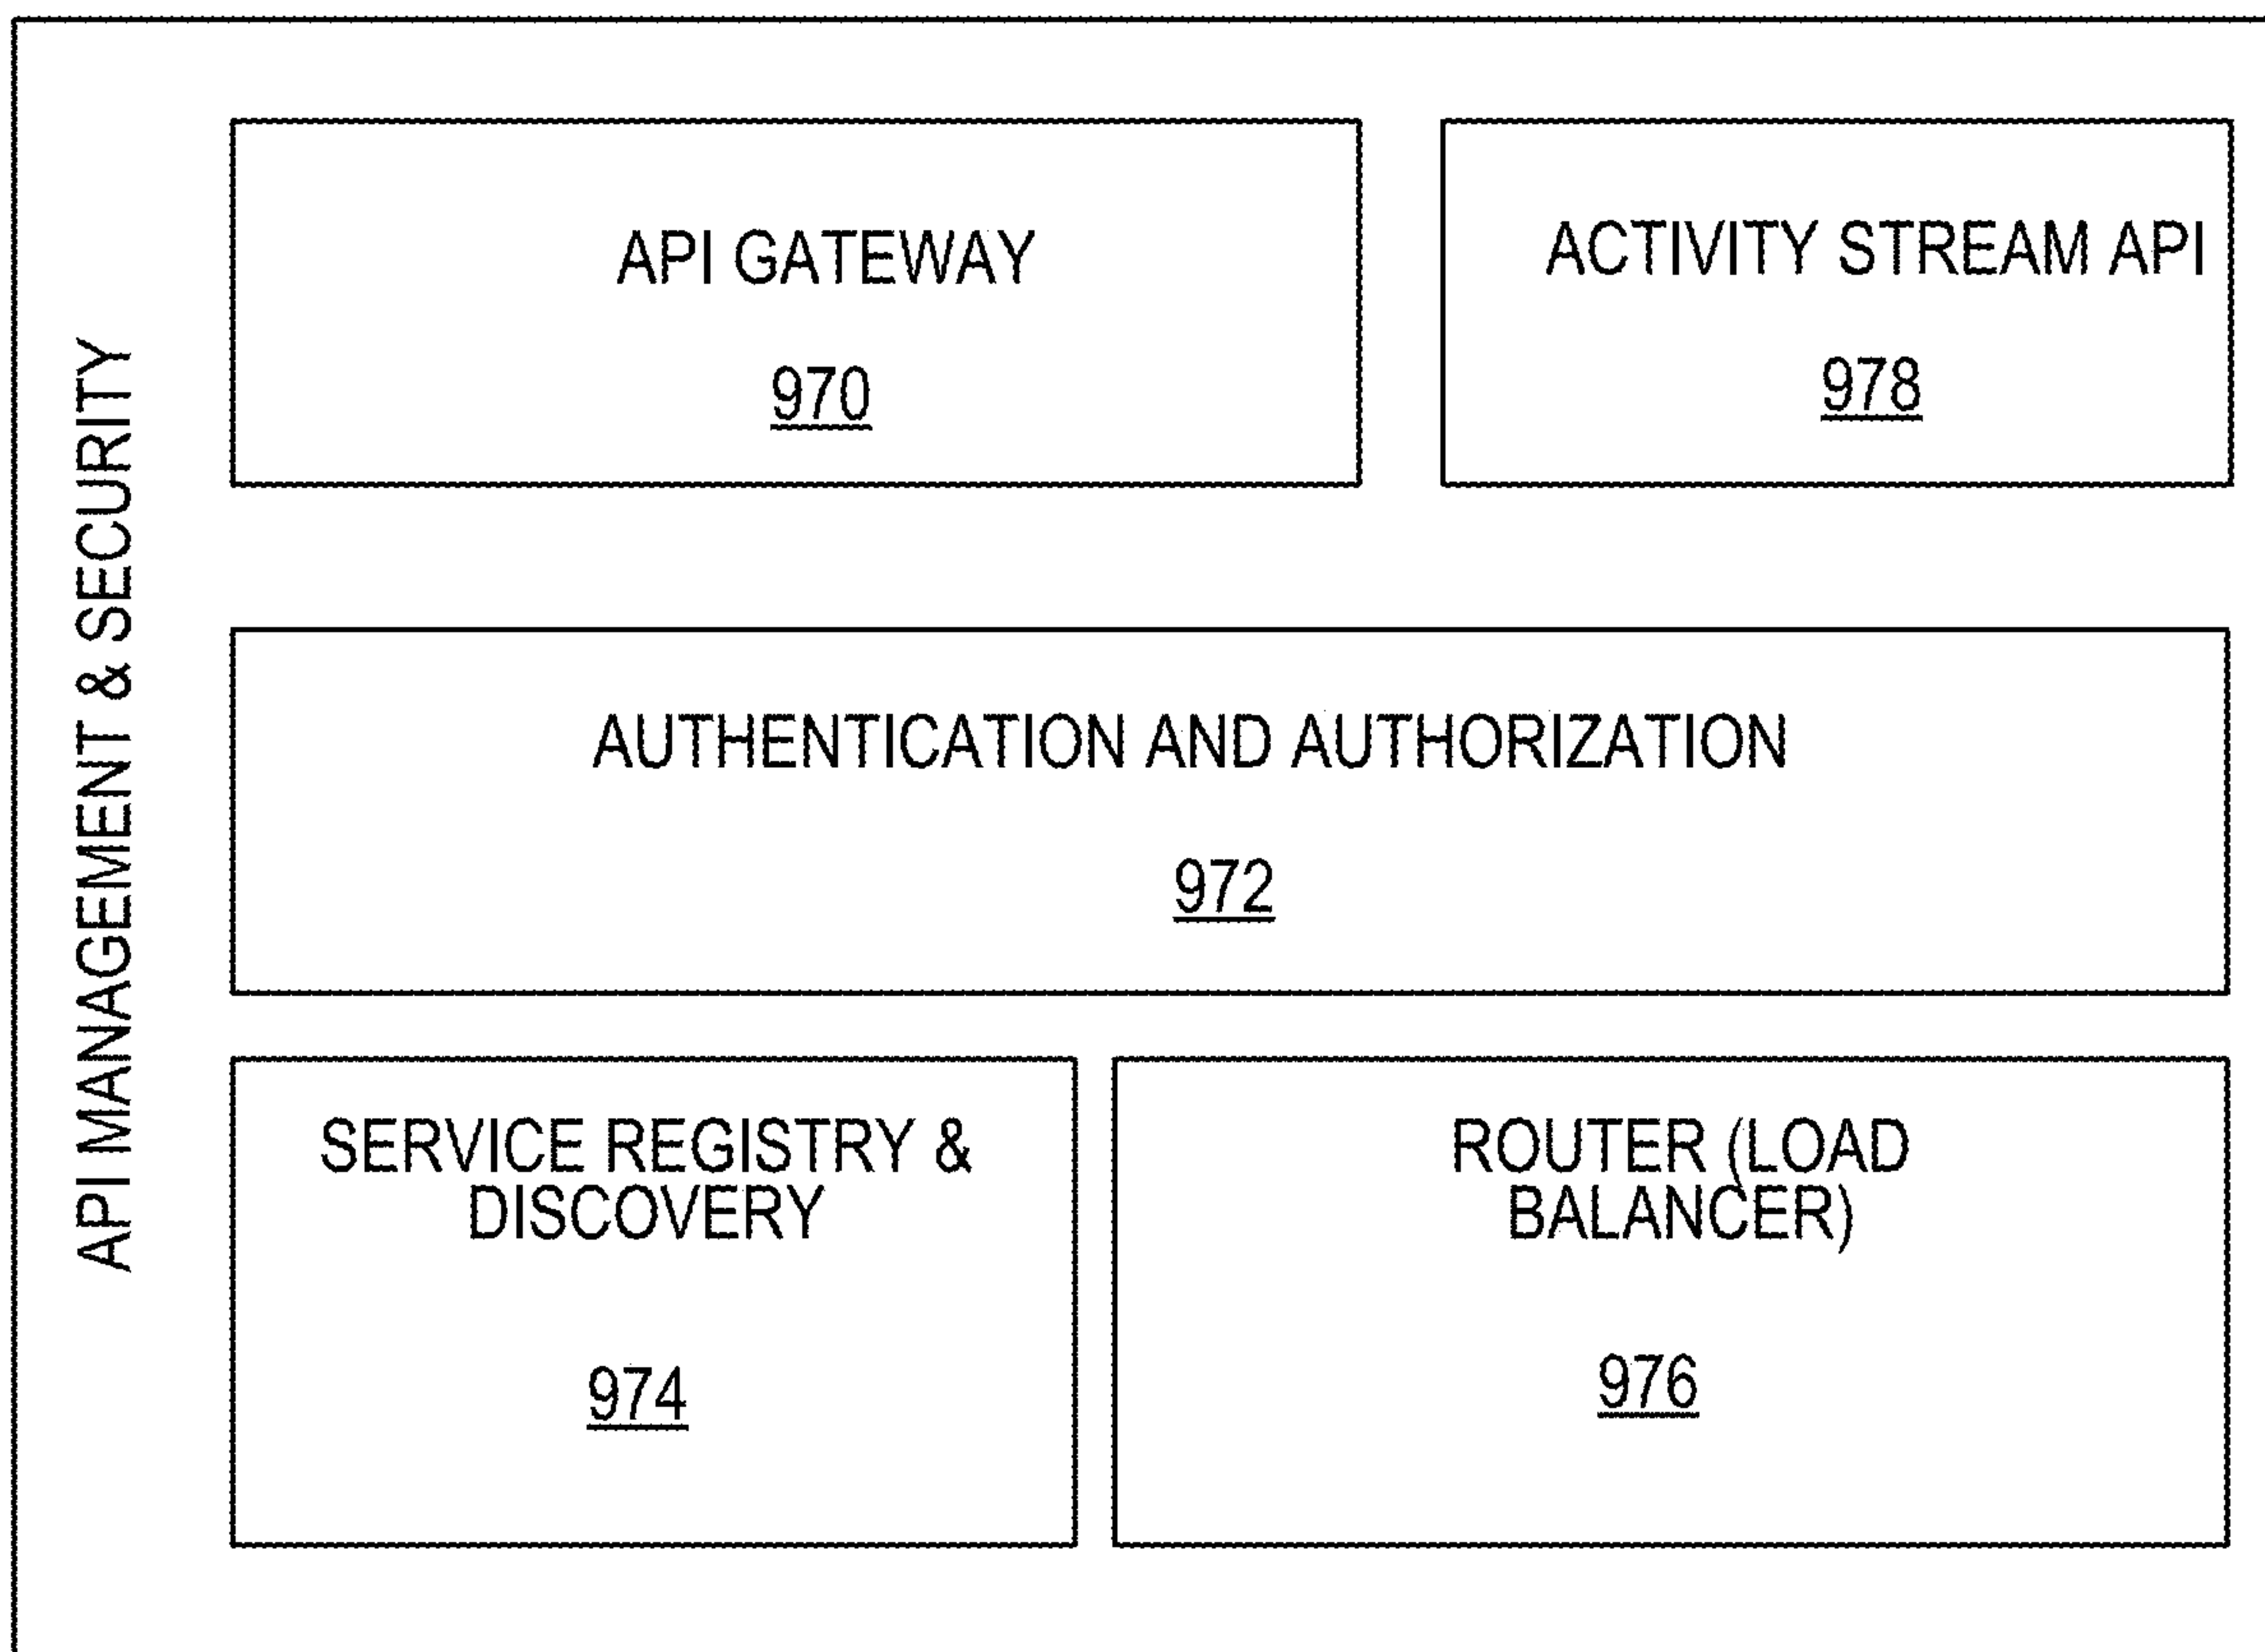 API MANAGEMENT & SECURITY
API GATEWAY
970
ACTIVITY STREAM API
978
AUTHENTICATION AND AUTHORIZATION
972
SERVICE REGISTRY &
DISCOVERY
974
ROUTER (LOAD
BALANCER)
976